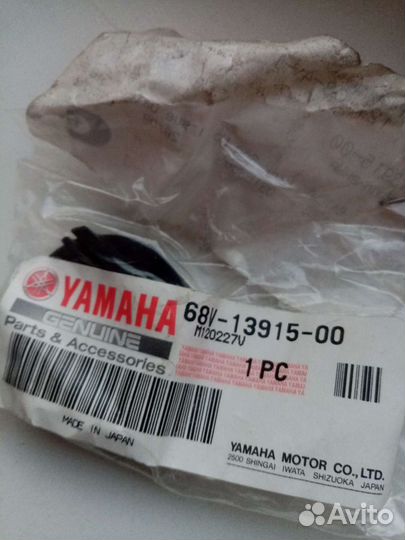 YAMAHA
GENUINE
Parts & Accessories
68V-13915-00
M120227V
1 PC
MADE IN JAPAN
YAMAHA MOTOR CO., LTD.
2500 SHINGAI IWATA SHIZUOKA JAPAN
Avito